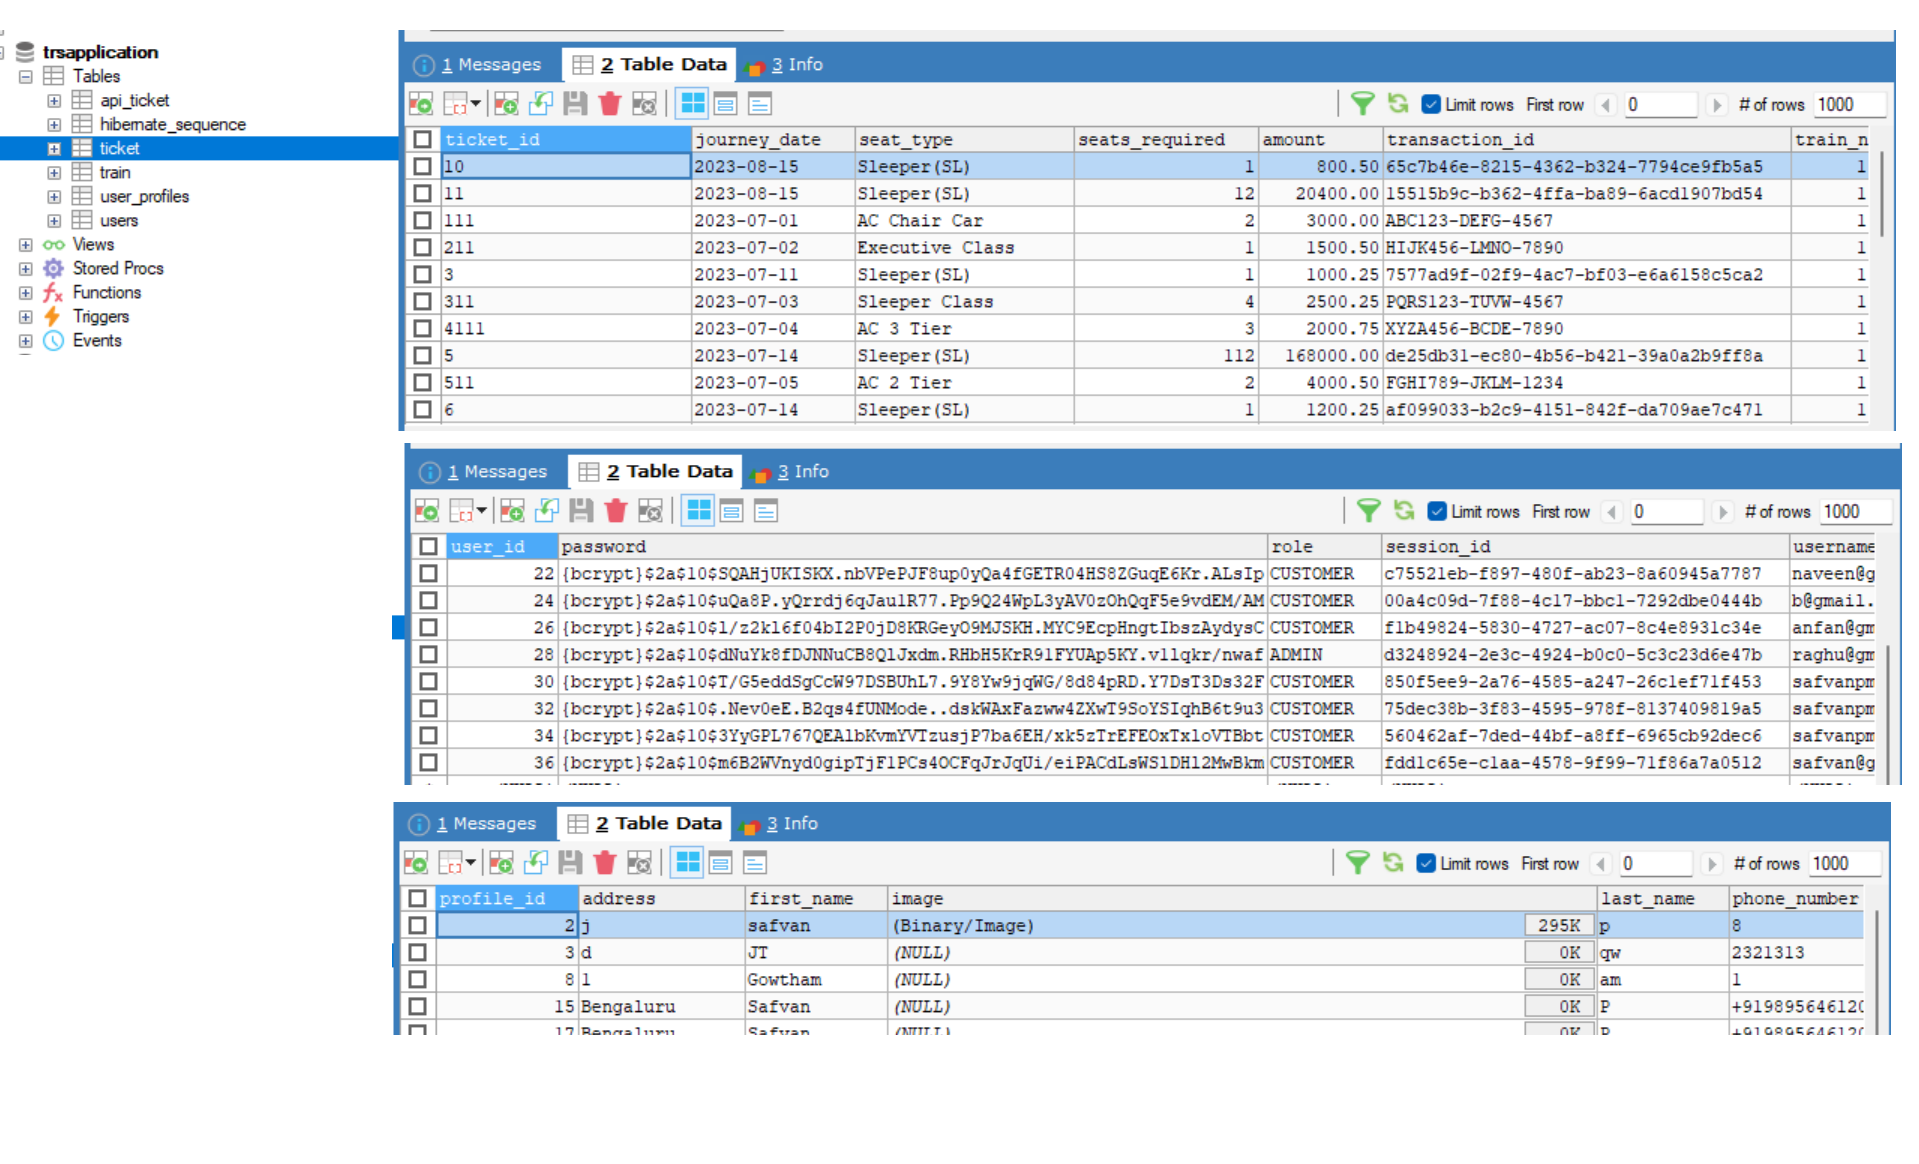 trsapplication
Tables
api_ticket
hibernate_sequence
ticket
train
user_profiles
users
Views
Stored Procs
Functions
Triggers
Events
1 Messages 2 Table Data 3 Info
Limit rows First row 0 # of rows 1000
ticket_id journey_date seat_type seats_required amount transaction_id train_n
10 2023-08-15 Sleeper(SL) 1 800.50 65c7b46e-8215-4362-b324-7794ce9fb5a5 1
11 2023-08-15 Sleeper(SL) 12 20400.00 15515b9c-b362-4ffa-ba89-6acd1907bd54 1
111 2023-07-01 AC Chair Car 2 3000.00 ABC123-DEFG-4567 1
211 2023-07-02 Executive Class 1 1500.50 HIJK456-LMNO-7890 1
3 2023-07-11 Sleeper(SL) 1 1000.25 7577ad9f-02f9-4ac7-bf03-e6a6158c5ca2 1
311 2023-07-03 Sleeper Class 4 2500.25 PQRS123-TUVW-4567 1
4111 2023-07-04 AC 3 Tier 3 2000.75 XYZA456-BCDE-7890 1
5 2023-07-14 Sleeper(SL) 112 168000.00 de25db31-ec80-4b56-b421-39a0a2b9ff8a 1
511 2023-07-05 AC 2 Tier 2 4000.50 FGHI789-JKLM-1234 1
6 2023-07-14 Sleeper(SL) 1 1200.25 af099033-b2c9-4151-842f-da709ae7c471 1
1 Messages 2 Table Data 3 Info
Limit rows First row 0 # of rows 1000
user_id password role session_id username
22 {bcrypt}$2a$10$SQAHjUKISKX.nbVPePJF8up0yQa4fGETR04HS8ZGuqE6Kr.ALsIp CUSTOMER c75521eb-f897-480f-ab23-8a60945a7787 naveen@g
24 {bcrypt}$2a$10$uQa8P.yQrrdj6qJau1R77.Pp9Q24WpL3yAV0zOhQqF5e9vdEM/AM CUSTOMER 00a4c09d-7f88-4c17-bbc1-7292dbe0444b b@gmail.
26 {bcrypt}$2a$10$l/z2k16f04bI2P0jD8KRGeyO9MJSKH.MYC9EcpHngtIbszAydysC CUSTOMER f1b49824-5830-4727-ac07-8c4e8931c34e anfan@gm
28 {bcrypt}$2a$10$dNuYk8fDJNNuCB8QlJxdm.RHbH5KrR91FYUAp5KY.vllqkr/nwaf ADMIN d3248924-2e3c-4924-b0c0-5c3c23d6e47b raghu@gm
30 {bcrypt}$2a$10$T/G5eddSgCcW97DSBUhL7.9Y8Yw9jqWG/8d84pRD.Y7DsT3Ds32F CUSTOMER 850f5ee9-2a76-4585-a247-26c1ef71f453 safvanpm
32 {bcrypt}$2a$10$.Nev0eE.B2qs4fUNMode..dskWAxFazww4ZXwT9SoYSIqhB6t9u3 CUSTOMER 75dec38b-3f83-4595-978f-8137409819a5 safvanpm
34 {bcrypt}$2a$10$3YyGPL767QEAlbKvmYVTzusjP7ba6EH/xk5zTrEFEOxTxloVTBbt CUSTOMER 560462af-7ded-44bf-a8ff-6965cb92dec6 safvanpm
36 {bcrypt}$2a$10$m6B2WVnyd0gipTjFlPCs4OCFqJrJqUi/eiPACdLsWSlDHl2MwBkm CUSTOMER fdd1c65e-c1aa-4578-9f99-71f86a7a0512 safvan@g
1 Messages 2 Table Data 3 Info
Limit rows First row 0 # of rows 1000
profile_id address first_name image last_name phone_number
2 j safvan (Binary/Image) 295K p 8
3 d JT (NULL) 0K qw 2321313
8 l Gowtham (NULL) 0K am 1
15 Bengaluru Safvan (NULL) 0K P +91989564612
17 Bengaluru Safvan (NULL) 0K P +91989564612